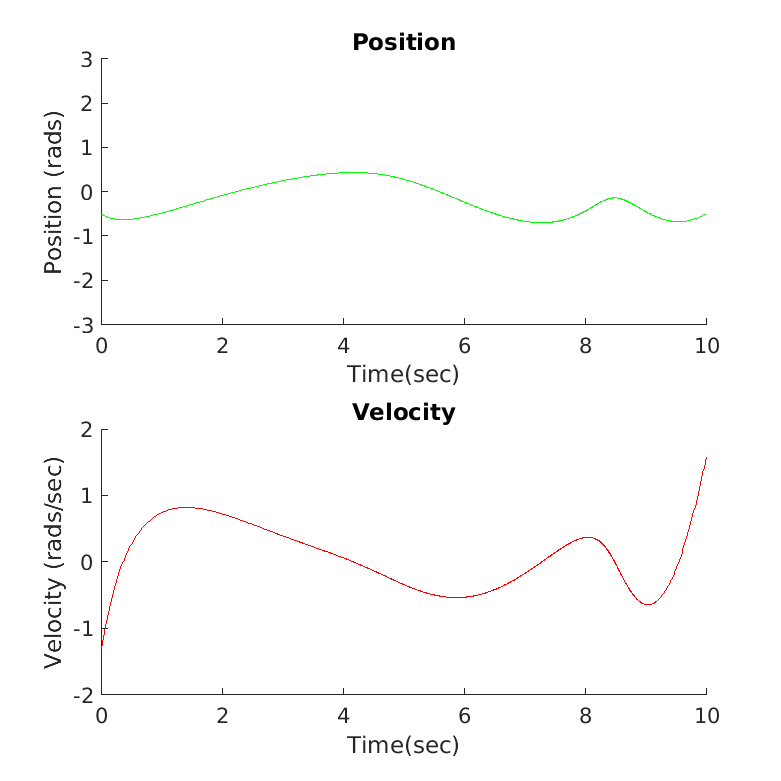 Position
Position (rads)
3
2
1
0
-1
-2
-3
0 2 4 6 8 10
Time(sec)
Velocity
Velocity (rads/sec)
2
1
0
-1
-2
0 2 4 6 8 10
Time(sec)